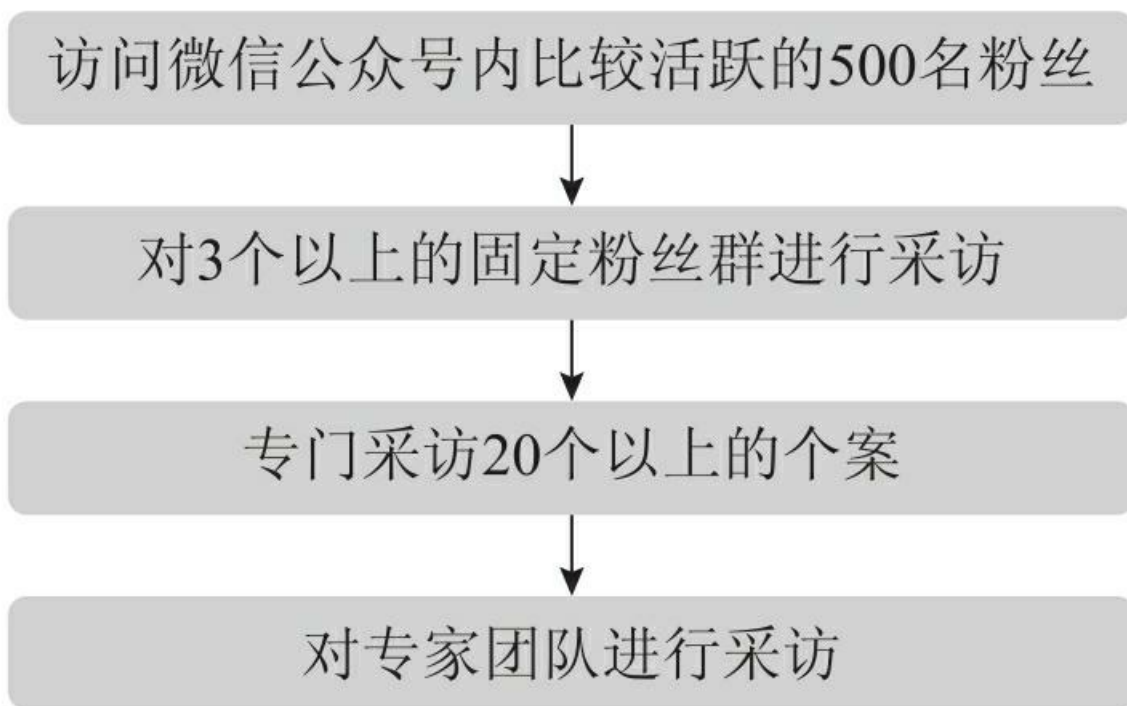 访问微信公众号内比较活跃的500名粉丝
对3个以上的固定粉丝群进行采访
专门采访20个以上的个案
对专家团队进行采访